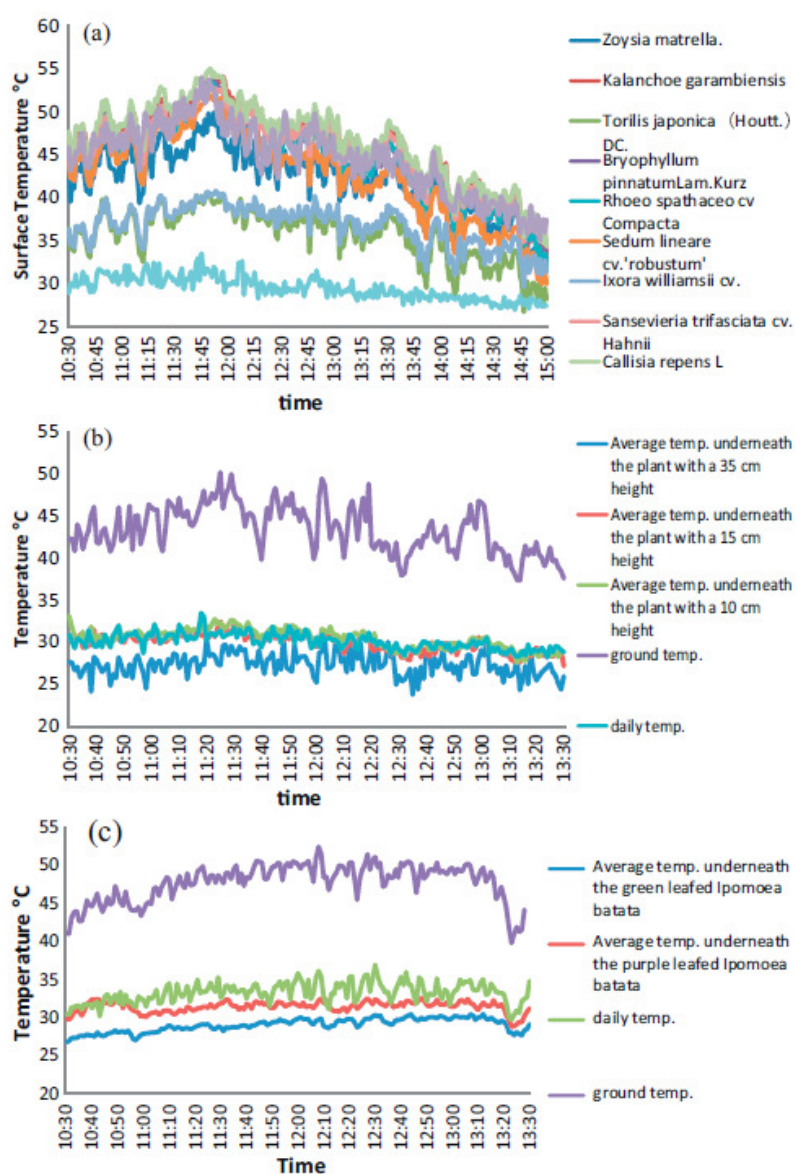 (a)
Surface Temperature °C
60
55
50
45
40
35
30
25
10:30
10:45
11:00
11:15
11:30
11:45
12:00
12:15
12:30
12:45
13:00
13:15
13:30
13:45
14:00
14:15
14:30
14:45
15:00
time
Zoysia matrella.
Kalanchoe garambiensis
Torilis japonica （Houtt.）
DC.
Bryophyllum
pinnatumLam.Kurz
Rhoeo spathaceo cv
Compacta
Sedum lineare
cv.'robustum'
Ixora williamsii cv.
Sansevieria trifasciata cv.
Hahnii
Callisia repens L
(b)
Temperature °C
55
50
45
40
35
30
25
20
10:30
10:40
10:50
11:00
11:10
11:20
11:30
11:40
11:50
12:00
12:10
12:20
12:30
12:40
12:50
13:00
13:10
13:20
13:30
time
Average temp. underneath
the plant with a 35 cm
height
Average temp. underneath
the plant with a 15 cm
height
Average temp. underneath
the plant with a 10 cm
height
ground temp.
daily temp.
(c)
Temperature °C
55
50
45
40
35
30
25
20
10:30
10:40
10:50
11:00
11:10
11:20
11:30
11:40
11:50
12:00
12:10
12:20
12:30
12:40
12:50
13:00
13:10
13:20
13:30
Time
Average temp. underneath
the green leafed Ipomoea
batata
Average temp. underneath
the purple leafed Ipomoea
batata
daily temp.
ground temp.